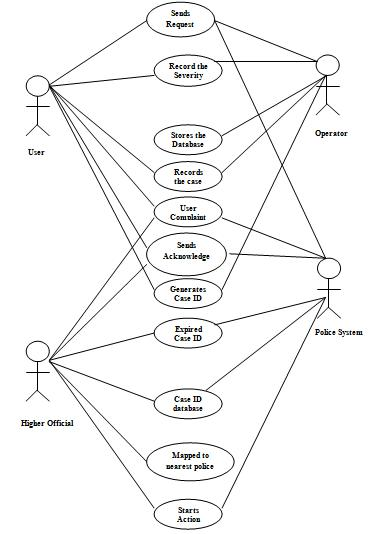 Sends
Request
Record the
Severity
Operator
Stores the
Database
User
Records
the case
User
Complaint
Sends
Acknowledge
Generates
Case ID
Expired
Case ID
Police System
Case ID
database
Higher Official
Mapped to
nearest police
Starts
Action